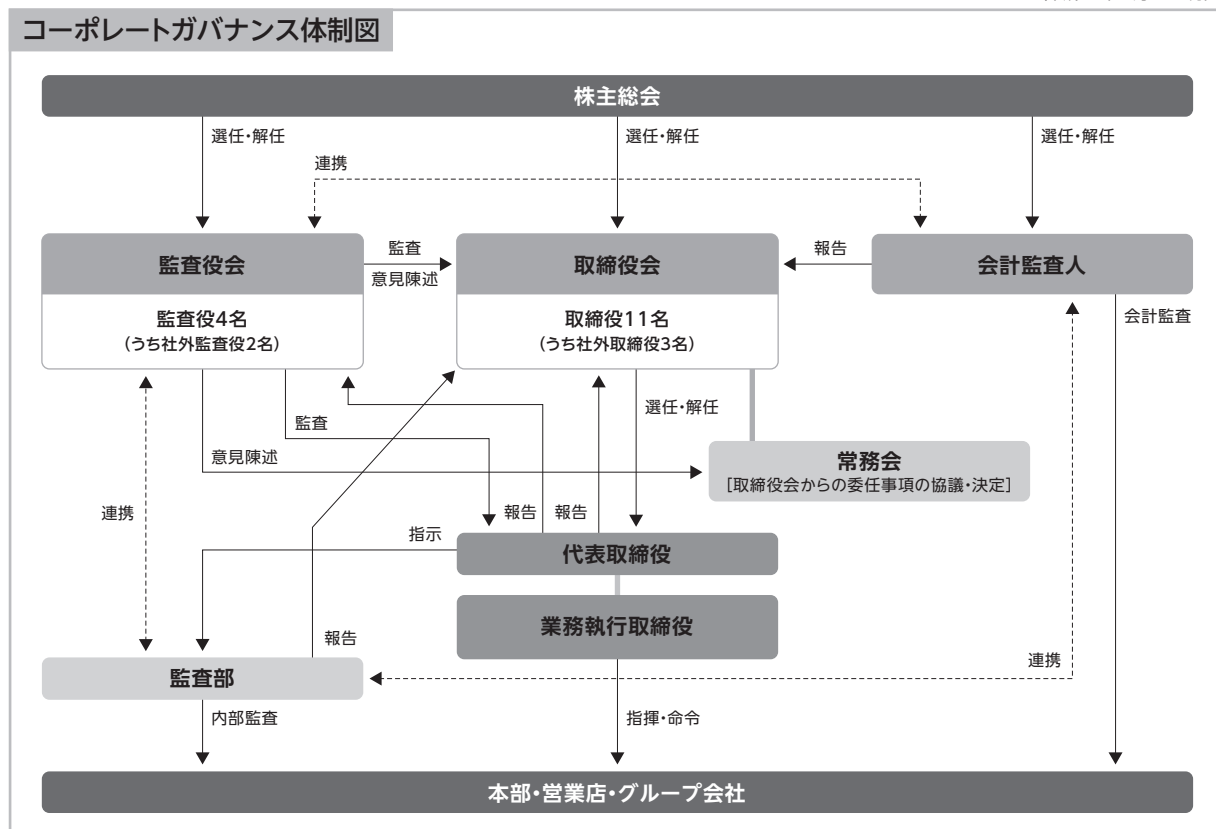 コーポレートガバナンス体制図
株主総会
選任・解任
選任・解任
選任・解任
連携
監査役会
監査
意見陳述
取締役会
報告
会計監査人
監査役4名
(うち社外監査役2名)
取締役11名
(うち社外取締役3名)
会計監査
選任・解任
監査
意見陳述
常務会
[取締役会からの委任事項の協議・決定]
連携
報告
報告
指示
代表取締役
業務執行取締役
報告
連携
監査部
内部監査
指揮・命令
本部・営業店・グループ会社